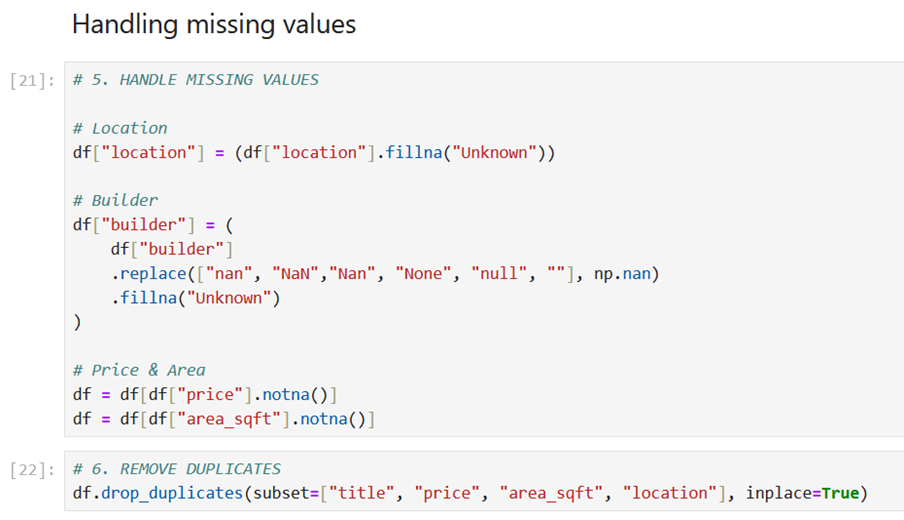 Handling missing values
[21]: # 5. HANDLE MISSING VALUES
# Location
df["location"] = (df["location"].fillna("Unknown"))
# Builder
df["builder"] = (
    df["builder"]
    .replace(["nan", "NaN","Nan", "None", "null", ""], np.nan)
    .fillna("Unknown")
)
# Price & Area
df = df[df["price"].notna()]
df = df[df["area_sqft"].notna()]
[22]: # 6. REMOVE DUPLICATES
df.drop_duplicates(subset=["title", "price", "area_sqft", "location"], inplace=True)